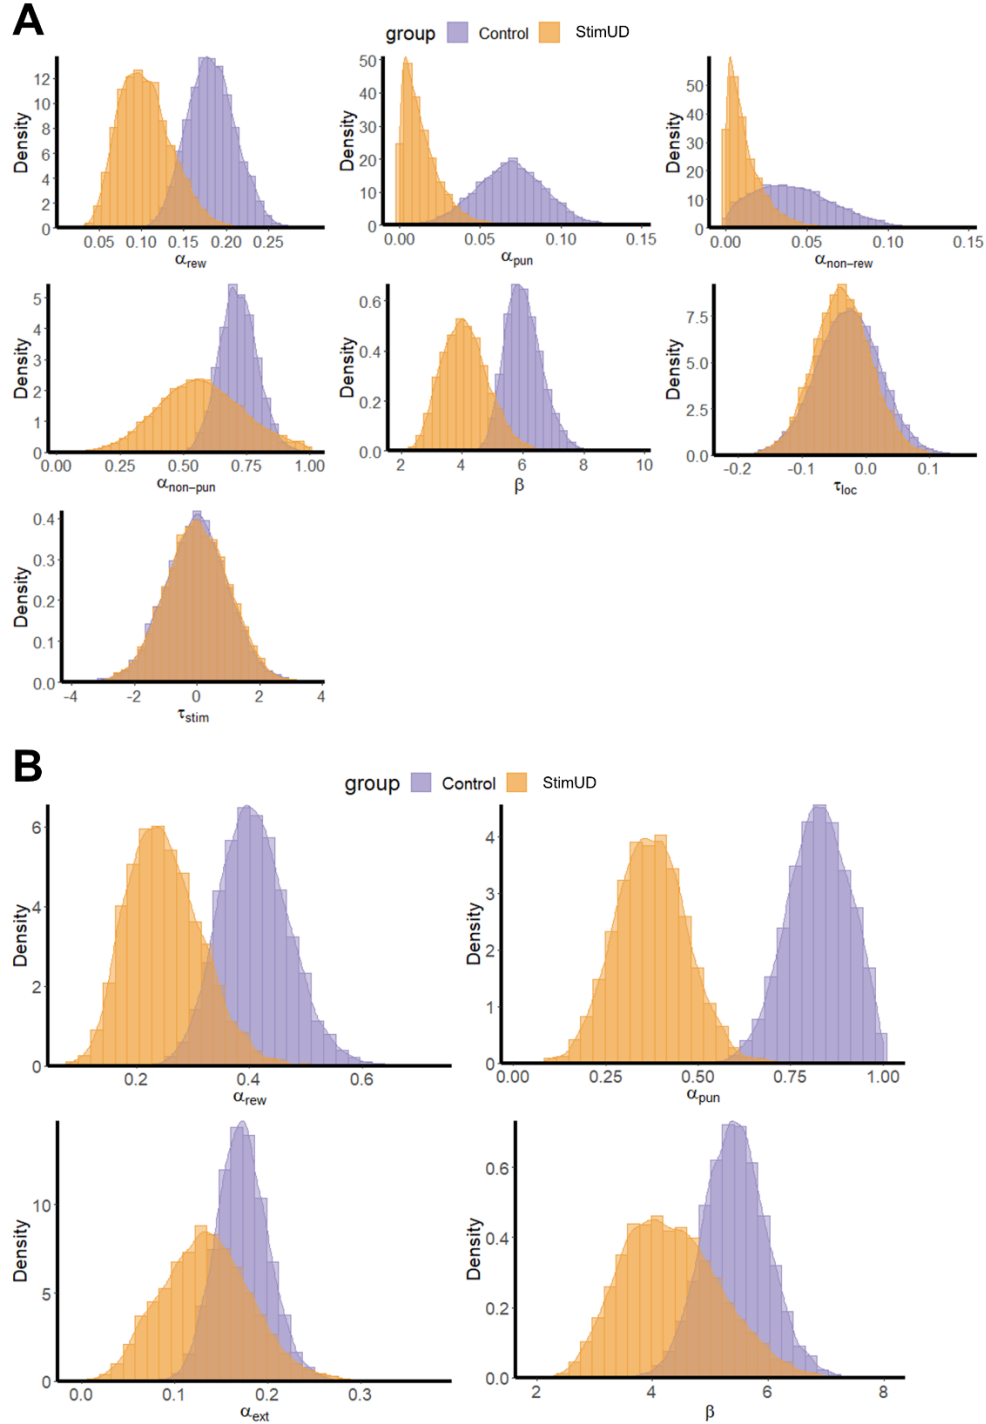 A
group Control StimUD
Density
12
10
8
6
4
2
0
0.05 0.10 0.15 0.20 0.25
αrew
Density
50
40
30
20
10
0
0.00 0.05 0.10 0.15
αpun
Density
50
40
30
20
10
0
0.00 0.05 0.10 0.15
αnon−rew
Density
5
4
3
2
1
0
0.00 0.25 0.50 0.75 1.00
αnon−pun
Density
0.6
0.4
0.2
0.0
2 4 6 8 10
β
Density
7.5
5.0
2.5
0.0
-0.2 -0.1 0.0 0.1
τloc
Density
0.4
0.3
0.2
0.1
0.0
-4 -2 0 2 4
τstim
B
group Control StimUD
Density
6
4
2
0
0.2 0.4 0.6
αrew
Density
4
3
2
1
0
0.00 0.25 0.50 0.75 1.00
αpun
Density
10
5
0
0.0 0.1 0.2 0.3
αext
Density
0.6
0.4
0.2
0.0
2 4 6 8
β